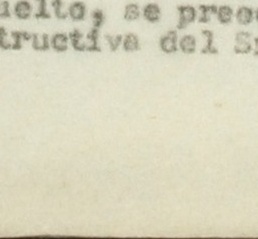 uelto, se preo
tructiva del S